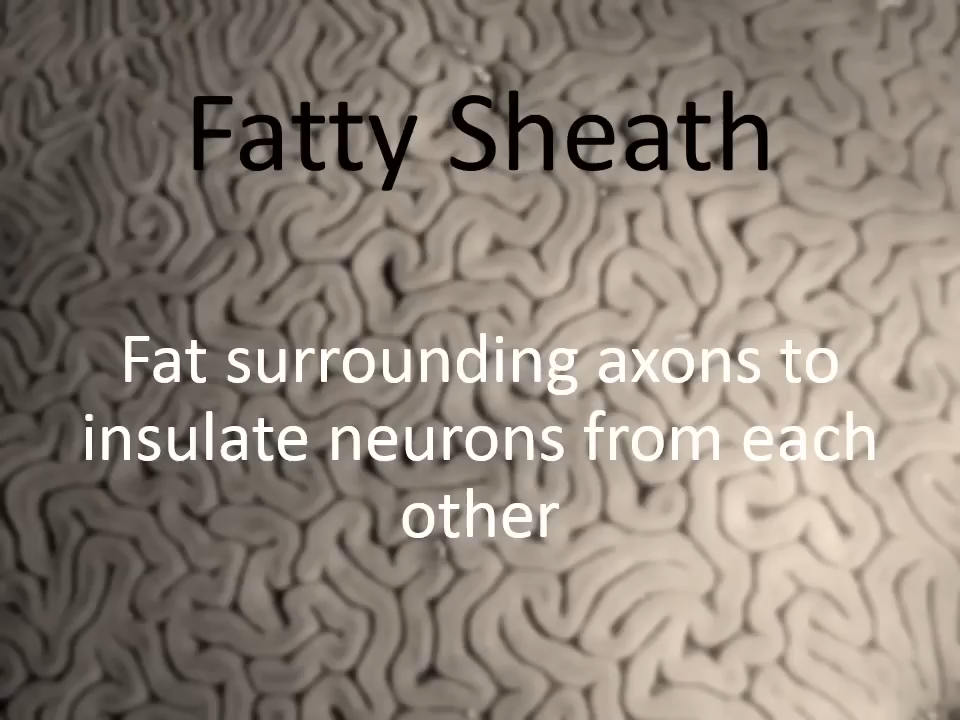 Fatty Sheath
Fat surrounding axons to
insulate neurons from each
other